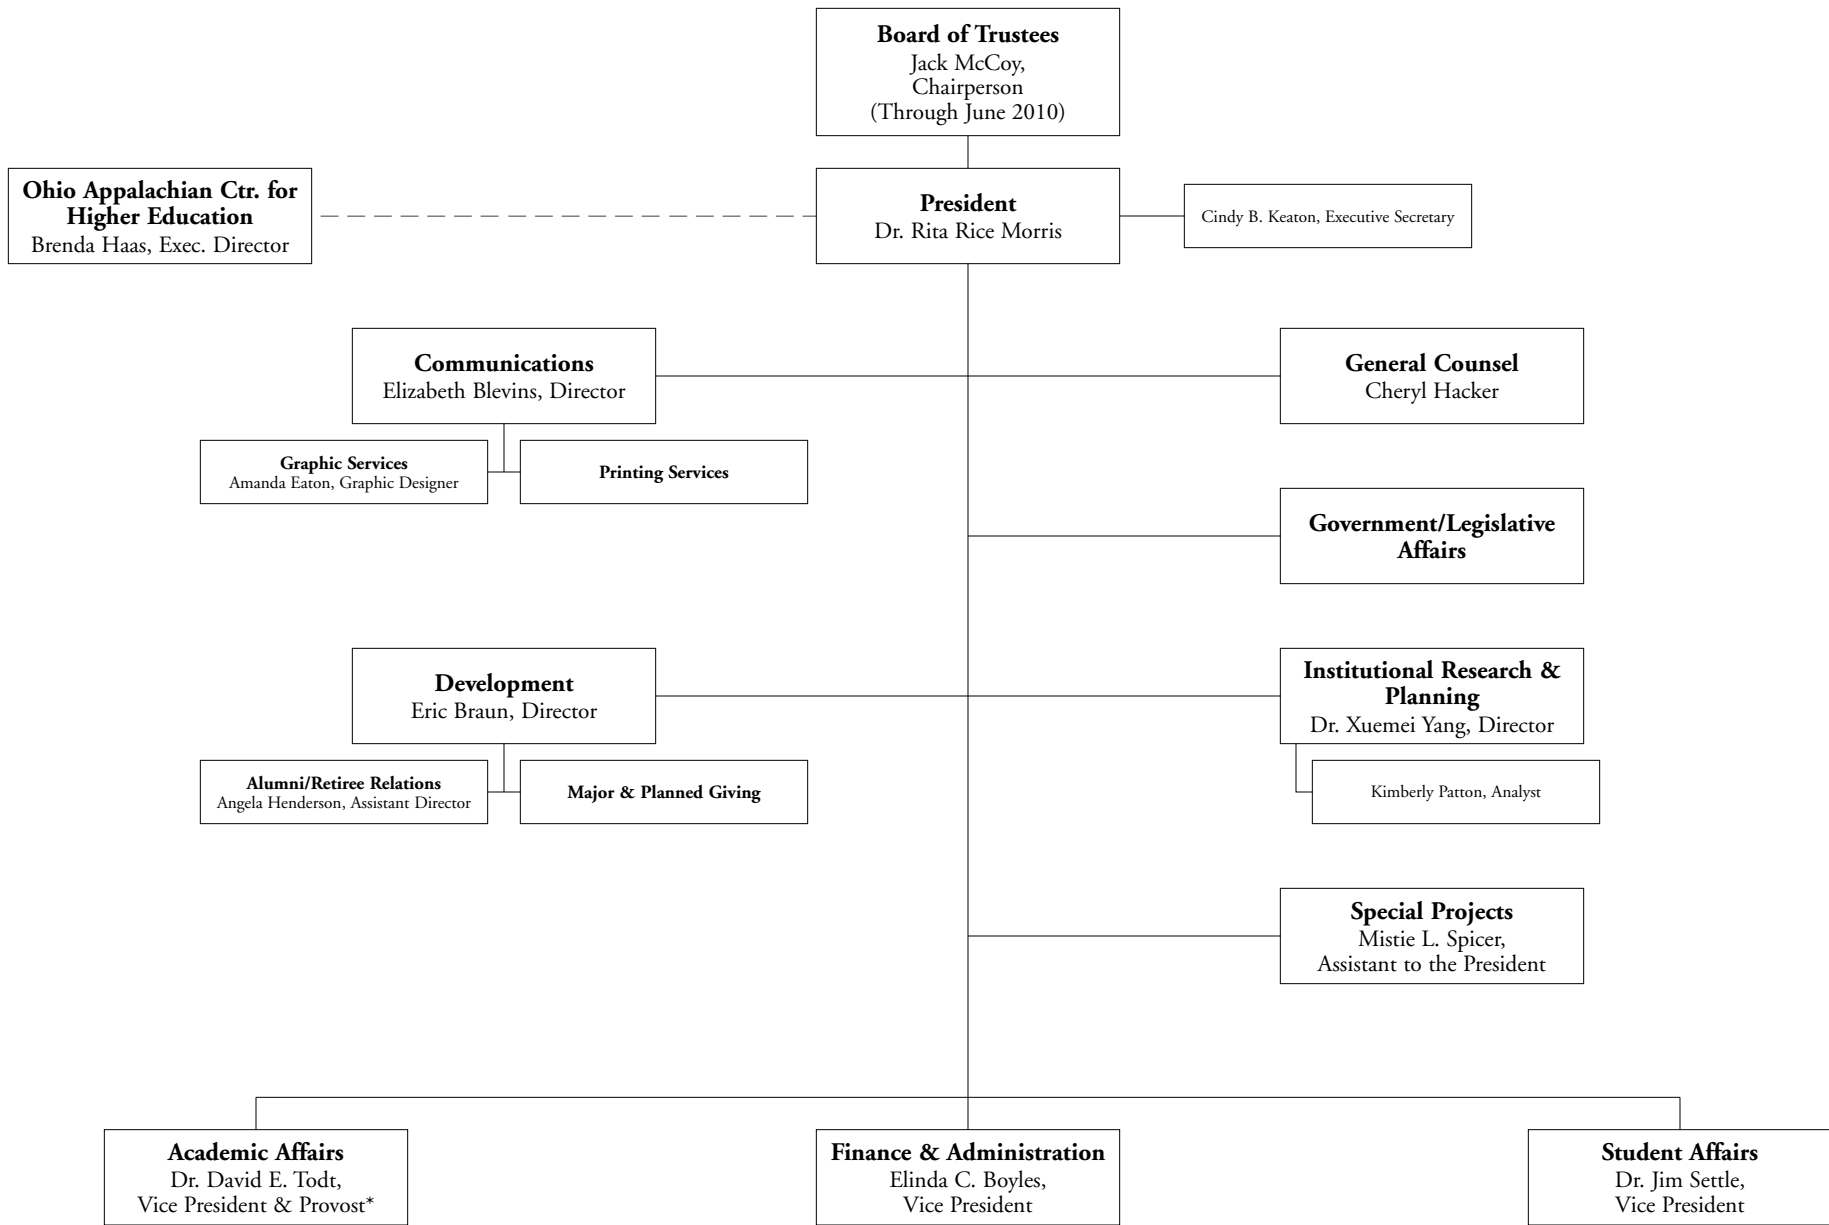 Board of Trustees
Jack McCoy,
Chairperson
(Through June 2010)
Ohio Appalachian Ctr. for
Higher Education
Brenda Haas, Exec. Director
President
Dr. Rita Rice Morris
Cindy B. Keaton, Executive Secretary
Communications
Elizabeth Blevins, Director
General Counsel
Cheryl Hacker
Graphic Services
Amanda Eaton, Graphic Designer
Printing Services
Government/Legislative
Affairs
Development
Eric Braun, Director
Institutional Research &
Planning
Dr. Xuemei Yang, Director
Alumni/Retiree Relations
Angela Henderson, Assistant Director
Major & Planned Giving
Kimberly Patton, Analyst
Special Projects
Mistie L. Spicer,
Assistant to the President
Academic Affairs
Dr. David E. Todt,
Vice President & Provost*
Finance & Administration
Elinda C. Boyles,
Vice President
Student Affairs
Dr. Jim Settle,
Vice President